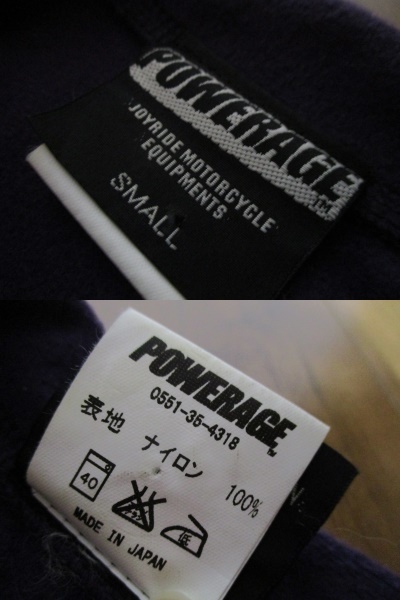 POWERAGE
JOYRIDE MOTORCYCLE
EQUIPMENTS
SMALL
POWERAGE
0551-35-4318
表地 ナイロン 100%
40
低
MADE IN JAPAN